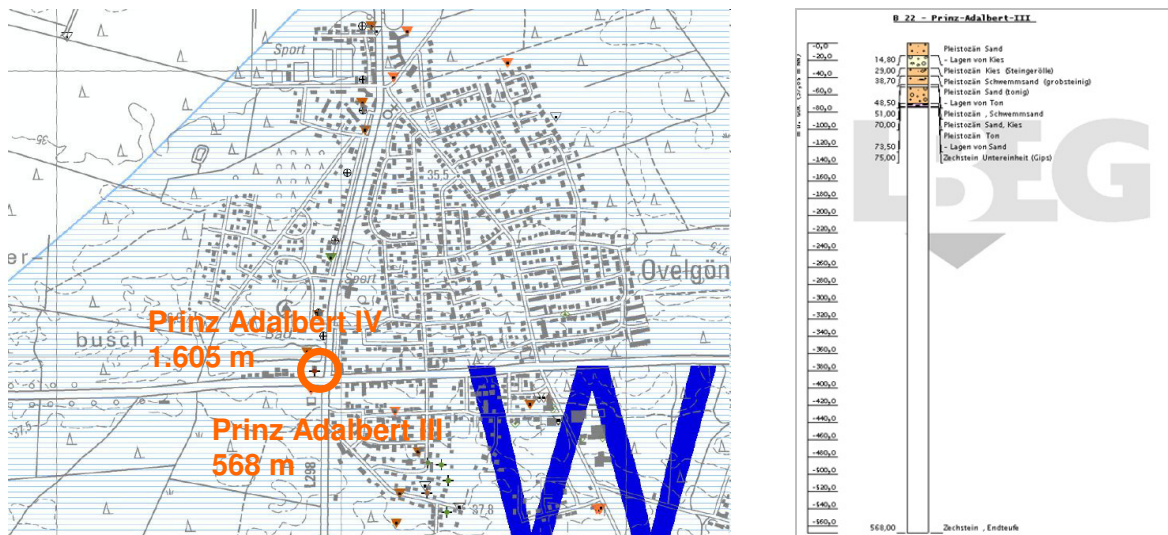 Sport
35
35,5
37,5
Ovelgön
Sport
Bad
er-
busch
Prinz Adalbert IV
1.605 m
Prinz Adalbert III
568 m
37,5
L298
37,8
W
B 22 - Prinz-Adalbert-III
-0,0
-20,0
-40,0
-60,0
-80,0
-100,0
-120,0
-140,0
-160,0
-180,0
-200,0
-220,0
-240,0
-260,0
-280,0
-300,0
-320,0
-340,0
-360,0
-380,0
-400,0
-420,0
-440,0
-460,0
-480,0
-500,0
-520,0
-540,0
-560,0
Pleistozän Sand
14,80 - Lagen von Kies
29,00 Pleistozän Kies (Steingerölle)
38,70 Pleistozän Schwemmsand (grobsteinig)
Pleistozän Sand (tonig)
48,50 - Lagen von Ton
51,00 Pleistozän , Schwemmsand
70,00 Pleistozän Sand, Kies
Pleistozän Ton
73,50 - Lagen von Sand
75,00 Zechstein Untereinheit (Gips)
LBEG
568,00 Zechstein , Endteufe